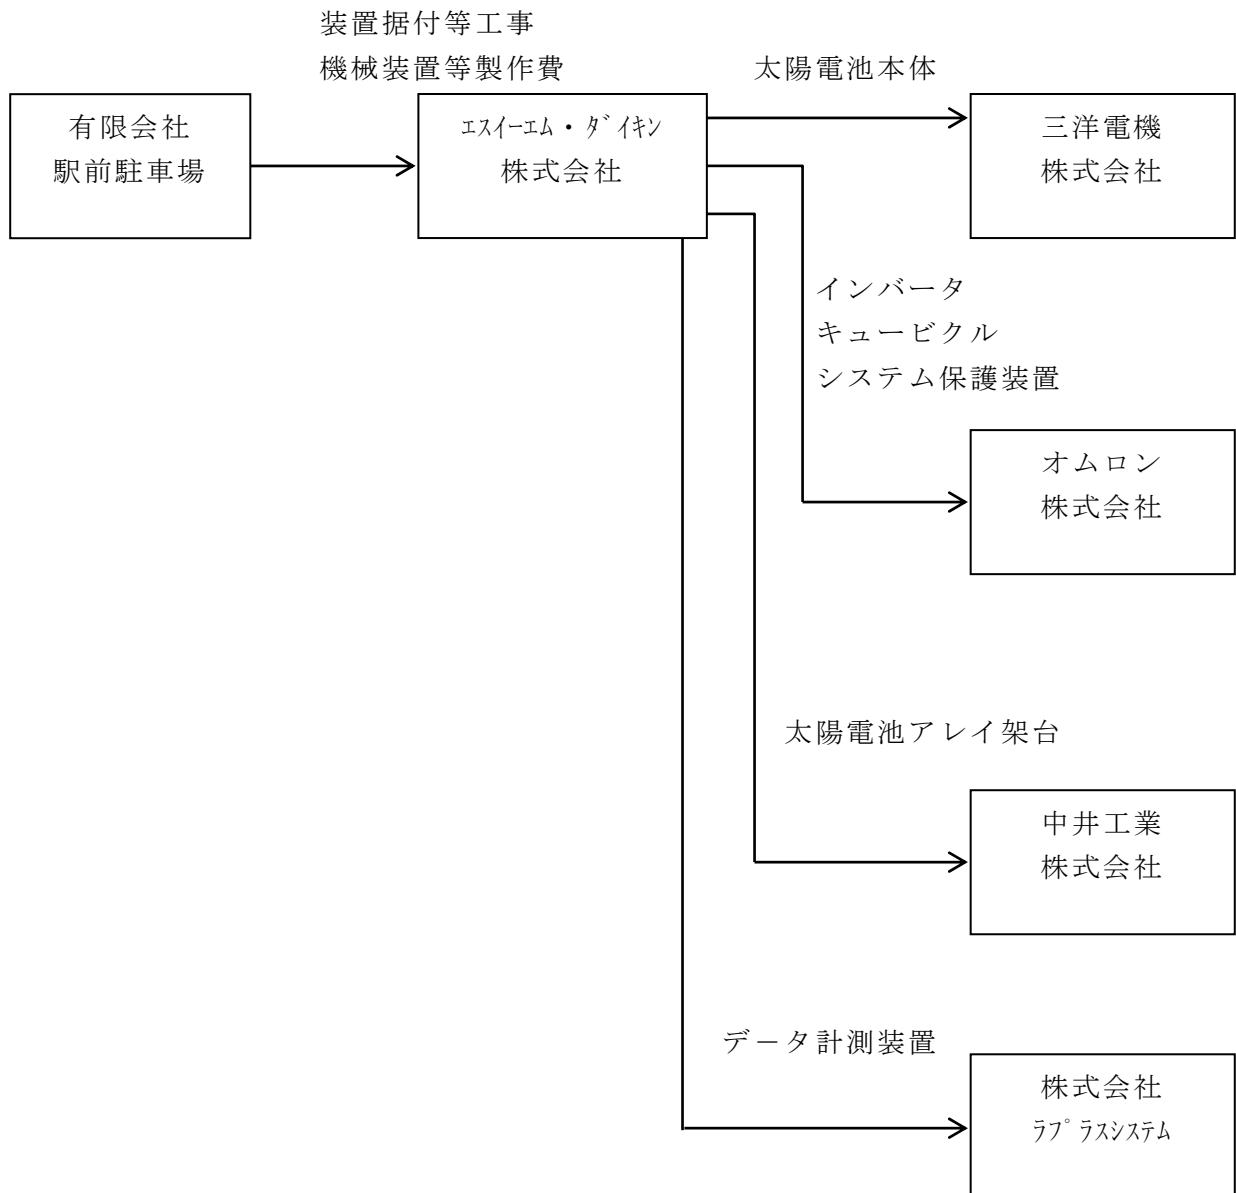 装置据付等工事
機械装置等製作費
太陽電池本体
有限会社
駅前駐車場
ｴｽｲｰｴﾑ・ﾀﾞｲｷﾝ
株式会社
三洋電機
株式会社
インバータ
キュービクル
システム保護装置
オムロン
株式会社
太陽電池アレイ架台
中井工業
株式会社
データ計測装置
株式会社
ﾗﾌﾟﾗｽｼｽﾃﾑ